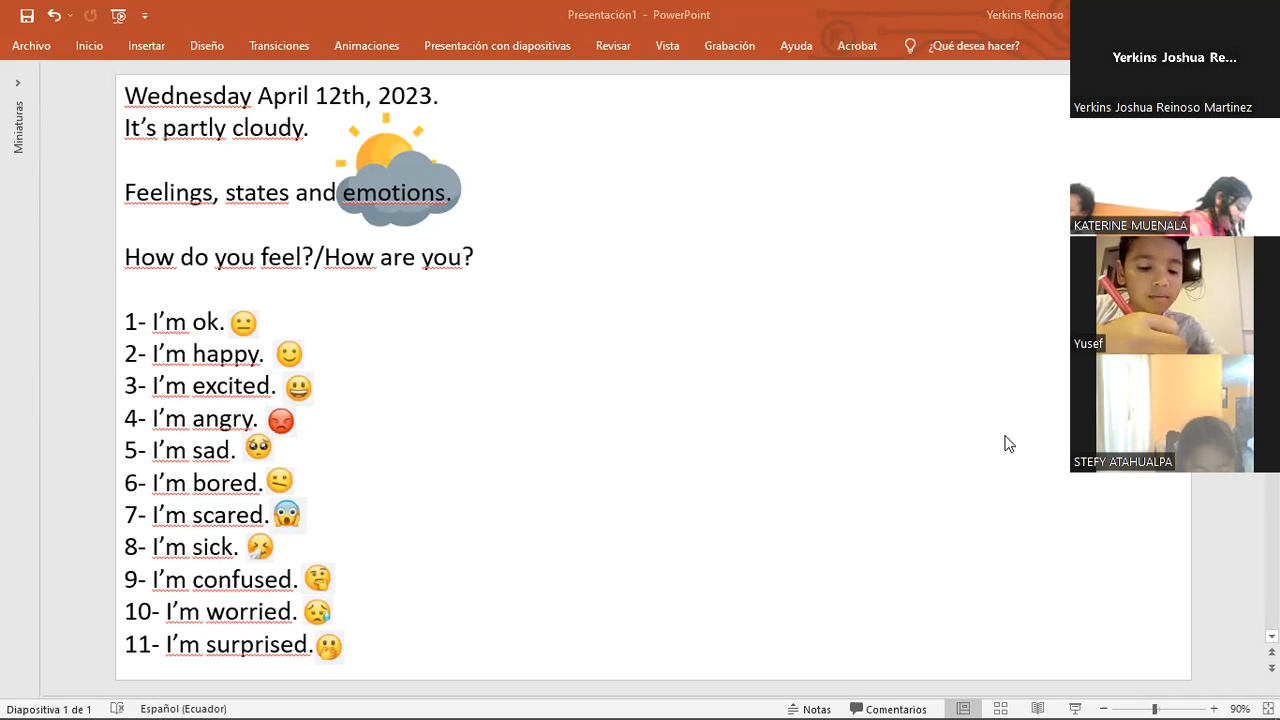 Presentación1 - PowerPoint
Yerkins Reinoso
Archivo Inicio Insertar Diseño Transiciones Animaciones Presentación con diapositivas Revisar Vista Grabación Ayuda Acrobat ¿Qué desea hacer?
Miniaturas
Wednesday April 12th, 2023.
It’s partly cloudy.
Feelings, states and emotions.
How do you feel?/How are you?
1- I’m ok.
2- I’m happy.
3- I’m excited.
4- I’m angry.
5- I’m sad.
6- I’m bored.
7- I’m scared.
8- I’m sick.
9- I’m confused.
10- I’m worried.
11- I’m surprised.
Yerkins Joshua Re...
Yerkins Joshua Reinoso Martinez
KATERINE MUENALA
Yusef
STEFY ATAHUALPA
Diapositiva 1 de 1 Español (Ecuador) Notas Comentarios 90%